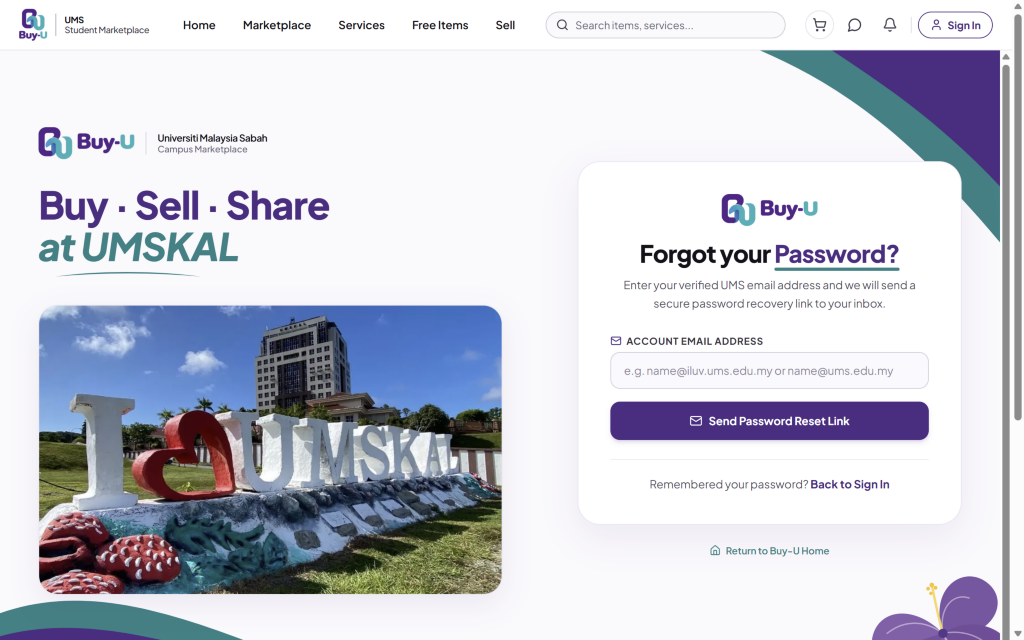 Buy-U
UMS
Student Marketplace
Home
Marketplace
Services
Free Items
Sell
Search items, services...
Sign In
Buy-U
Universiti Malaysia Sabah
Campus Marketplace
Buy · Sell · Share
at UMSKAL
I UMSKAL
Buy-U
Forgot your Password?
Enter your verified UMS email address and we will send a
secure password recovery link to your inbox.
ACCOUNT EMAIL ADDRESS
e.g. name@iluv.ums.edu.my or name@ums.edu.my
Send Password Reset Link
Remembered your password? Back to Sign In
Return to Buy-U Home